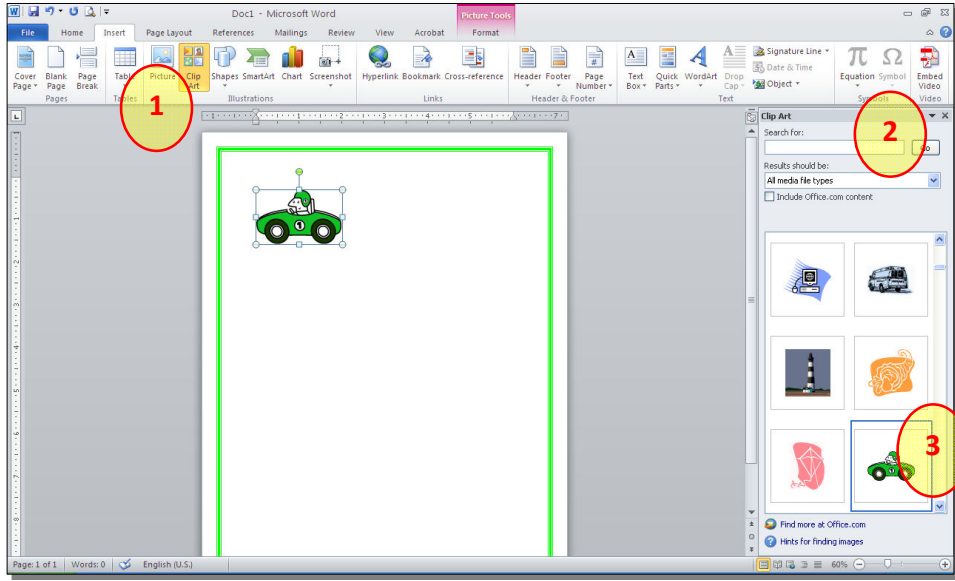 Doc1 - Microsoft Word
Picture Tools
File Home Insert Page Layout References Mailings Review View Acrobat Format
Cover Page Blank Page Page Break
Table Picture Clip Art Shapes SmartArt Chart Screenshot
Hyperlink Bookmark Cross-reference
Header Footer Page Number
Text Box Quick Parts WordArt Drop Cap
Signature Line
Date & Time
Object
Equation Symbol
Embed Video
Pages Tables Illustrations Links Header & Footer Text Symbols Video
1
2
3
Clip Art
Search for:
Go
Results should be:
All media file types
Include Office.com content
1
Find more at Office.com
Hints for finding images
Page: 1 of 1 Words: 0 English (U.S.) 60%